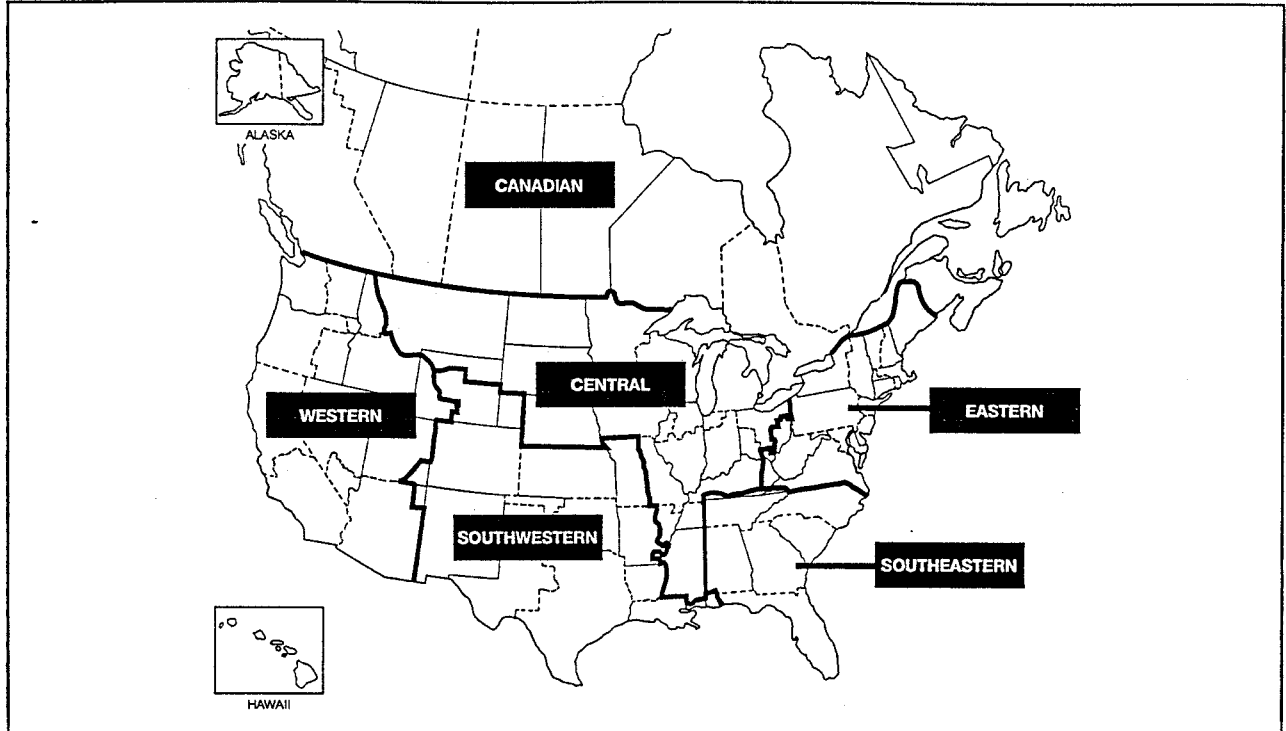 ALASKA
CANADIAN
CENTRAL
WESTERN
EASTERN
SOUTHWESTERN
SOUTHEASTERN
HAWAII